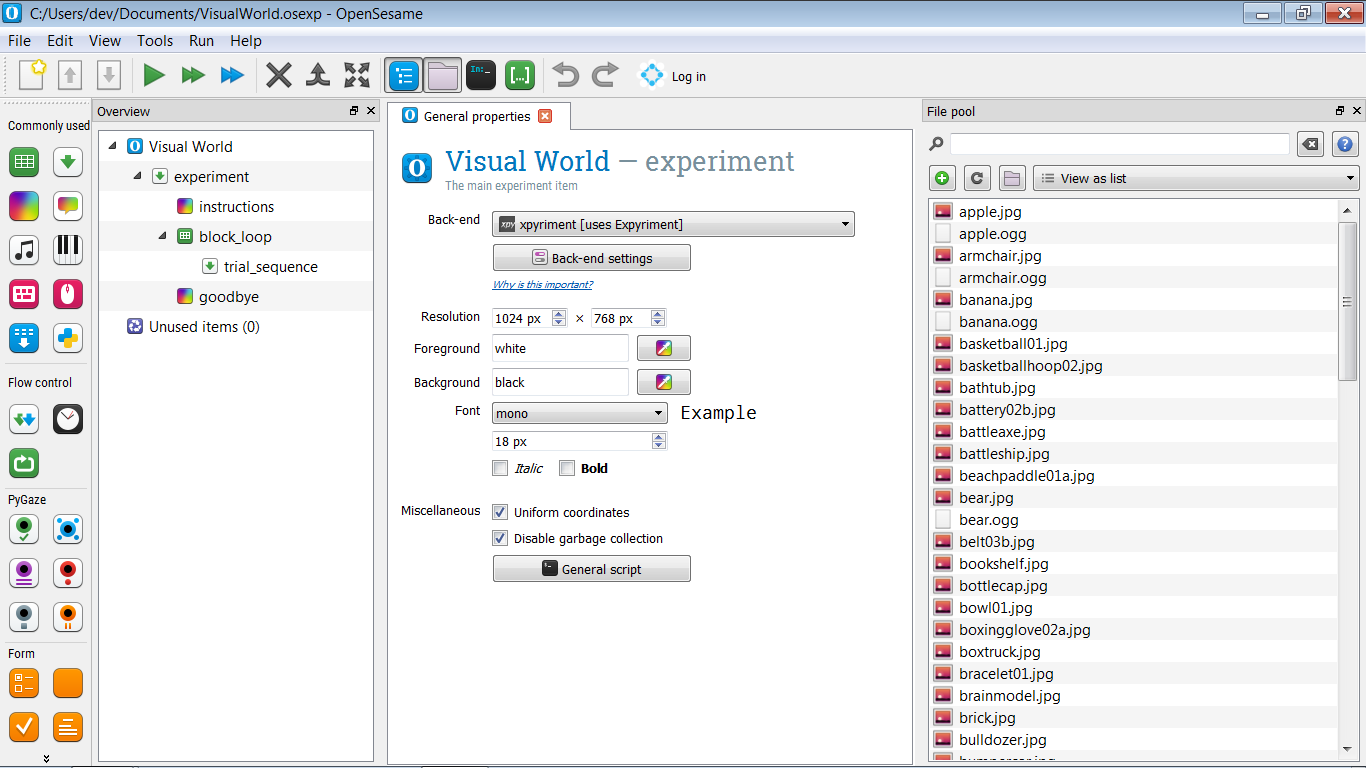 C:/Users/dev/Documents/VisualWorld.osexp - OpenSesame
File Edit View Tools Run Help
Log in
Commonly used
Flow control
PyGaze
Form
Overview
Visual World
experiment
instructions
block_loop
trial_sequence
goodbye
Unused items (0)
General properties
Visual World — experiment
The main experiment item
Back-end xpyriment [uses Expyriment]
Back-end settings
Why is this important?
Resolution 1024 px × 768 px
Foreground white
Background black
Font mono Example
18 px
Italic Bold
Miscellaneous Uniform coordinates
Disable garbage collection
General script
File pool
View as list
apple.jpg
apple.ogg
armchair.jpg
armchair.ogg
banana.jpg
banana.ogg
basketball01.jpg
basketballhoop02.jpg
bathtub.jpg
battery02b.jpg
battleaxe.jpg
battleship.jpg
beachpaddle01a.jpg
bear.jpg
bear.ogg
belt03b.jpg
bookshelf.jpg
bottlecap.jpg
bowl01.jpg
boxingglove02a.jpg
boxtruck.jpg
bracelet01.jpg
brainmodel.jpg
brick.jpg
bulldozer.jpg